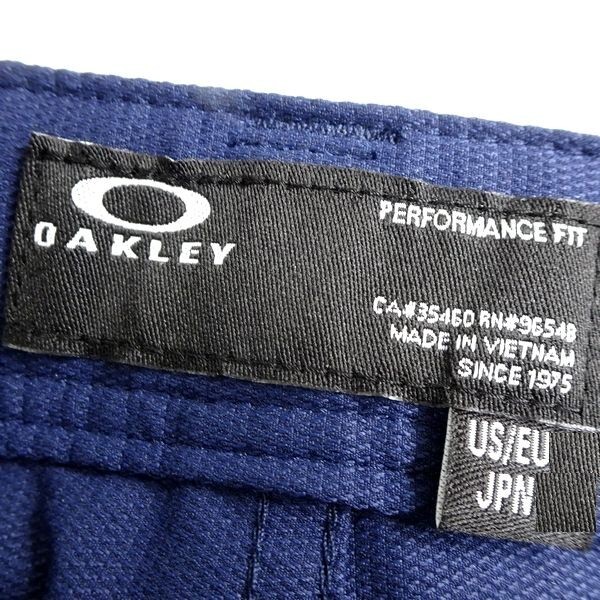 OAKLEY
PERFORMANCE FIT
CA#35460 RN#96548
MADE IN VIETNAM
SINCE 1975
US/EU
JPN